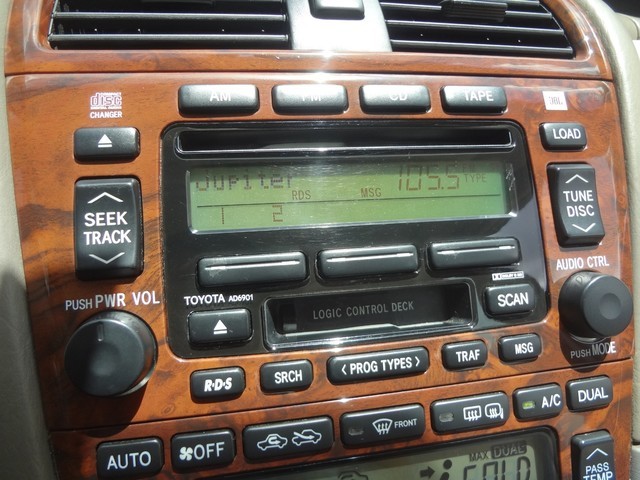 AM FM CD TAPE
disc
CHANGER
JBL
LOAD
Jupiter 105.5 TYPE
RDS MSG
1 2
SEEK
TRACK
TUNE
DISC
PUSH PWR VOL
AUDIO CTRL
TOYOTA AD6901
LOGIC CONTROL DECK
SCAN
PUSH MODE
R·D·S SRCH PROG TYPES TRAF MSG
AUTO OFF FRONT A/C DUAL
MAX DUAL
COLD
PASS
TEMP